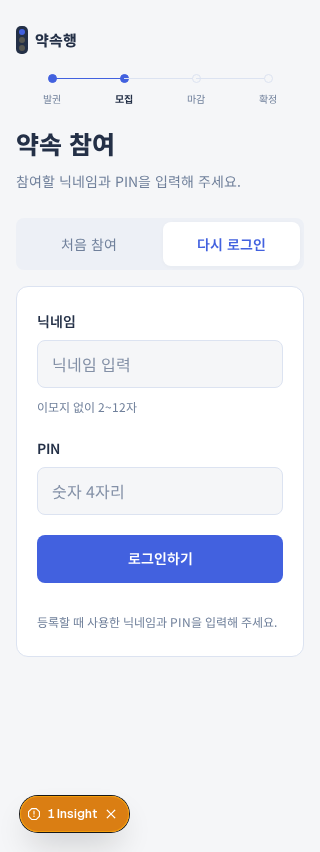 약속행
발권 모집 마감 확정
약속 참여
참여할 닉네임과 PIN을 입력해 주세요.
처음 참여 다시 로그인
닉네임
닉네임 입력
이모지 없이 2~12자
PIN
숫자 4자리
로그인하기
등록할 때 사용한 닉네임과 PIN을 입력해 주세요.
1 Insight